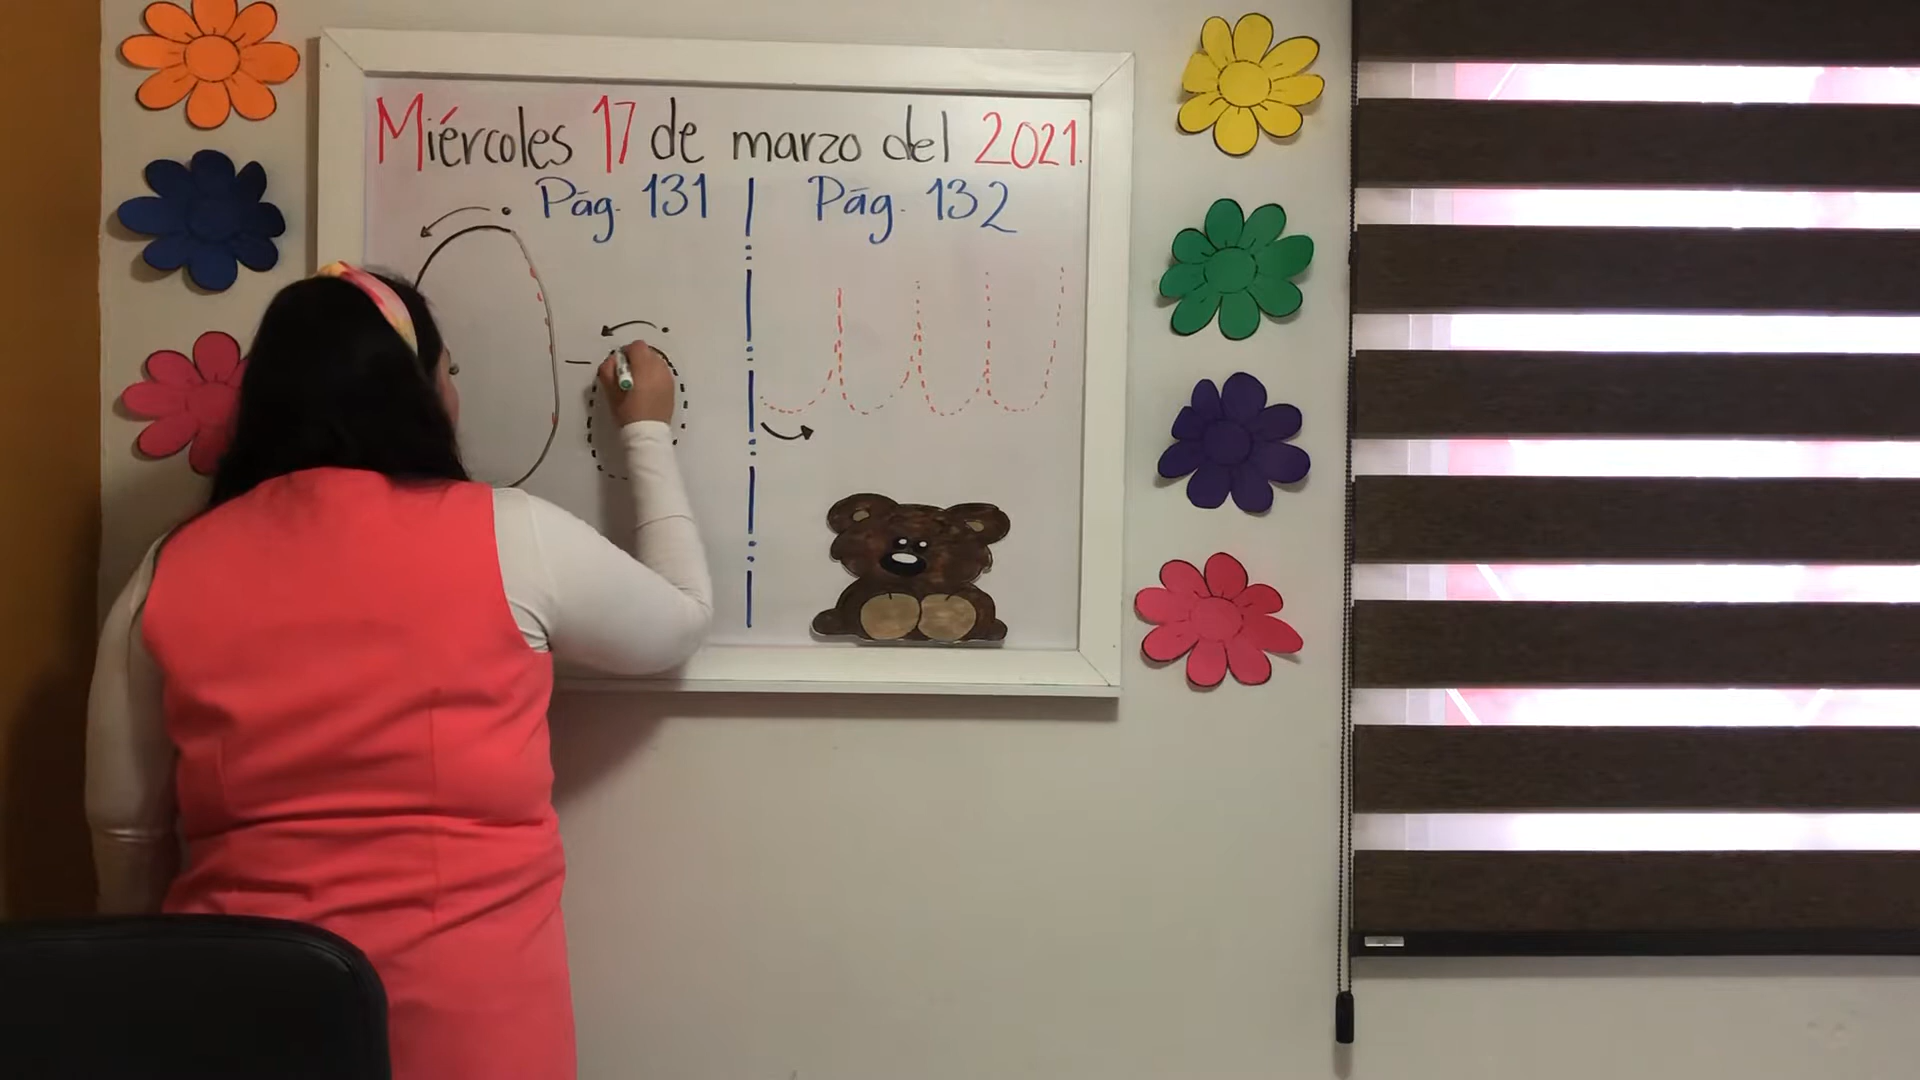 Miércoles 17 de marzo del 2021.
Pág. 131
Pág. 132